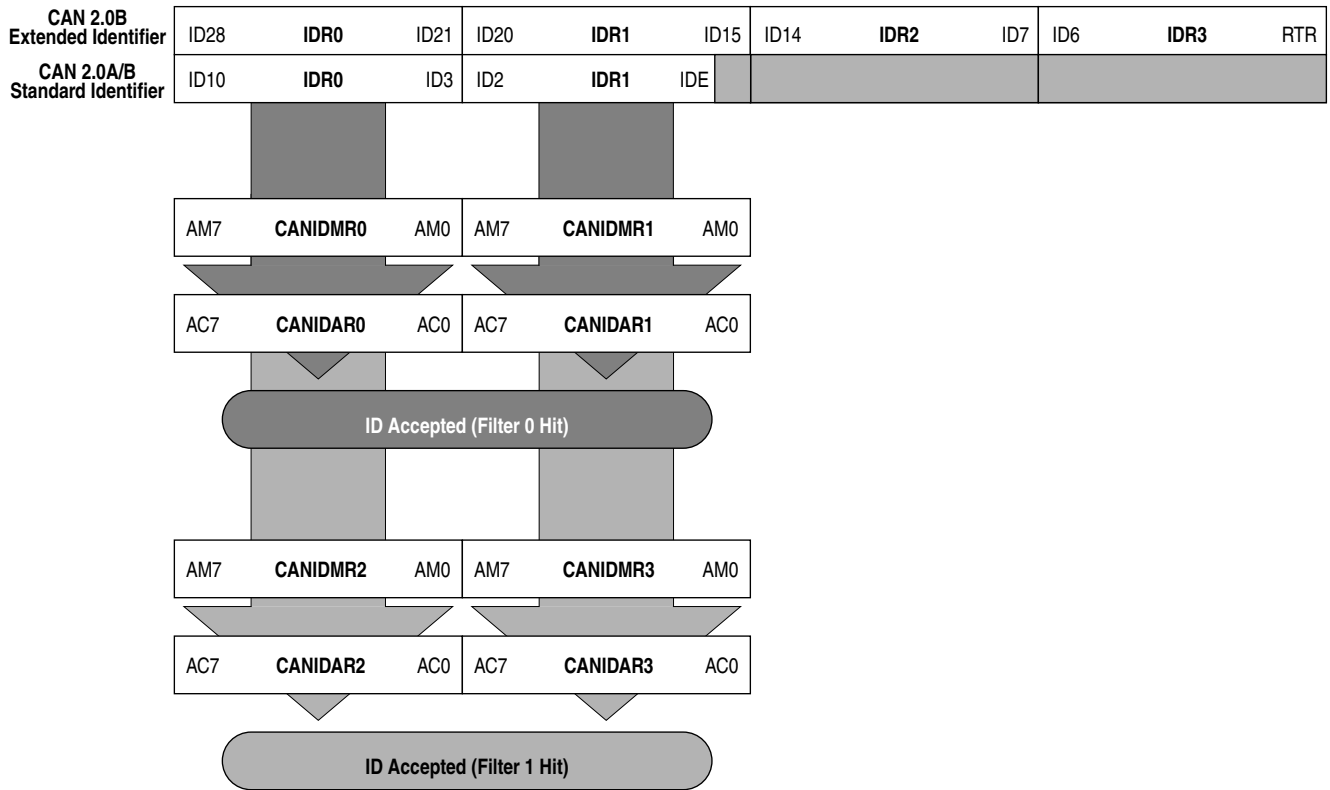 CAN 2.0B
Extended Identifier
ID28 IDR0 ID21 ID20 IDR1 ID15 ID14 IDR2 ID7 ID6 IDR3 RTR
CAN 2.0A/B
Standard Identifier
ID10 IDR0 ID3 ID2 IDR1 IDE
AM7 CANIDMR0 AM0 AM7 CANIDMR1 AM0
AC7 CANIDAR0 AC0 AC7 CANIDAR1 AC0
ID Accepted (Filter 0 Hit)
AM7 CANIDMR2 AM0 AM7 CANIDMR3 AM0
AC7 CANIDAR2 AC0 AC7 CANIDAR3 AC0
ID Accepted (Filter 1 Hit)